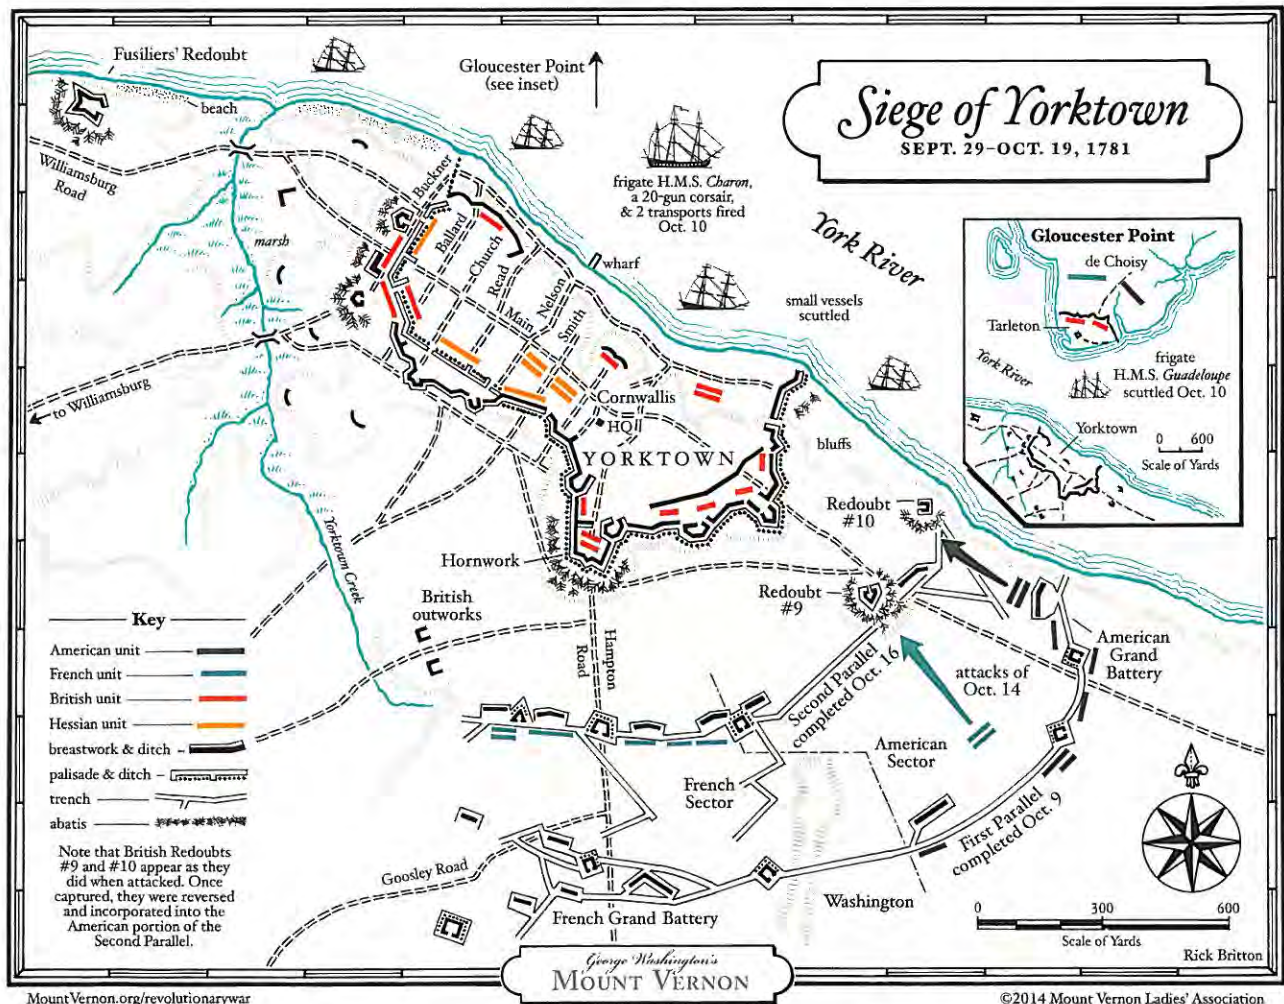 Fusiliers' Redoubt
beach
Williamsburg
Road
marsh
Gloucester Point
(see inset)
Siege of Yorktown
SEPT. 29–OCT. 19, 1781
frigate H.M.S. Charon,
a 20-gun corsair,
& 2 transports fired
Oct. 10
York River
Buckner
Ballard
Church
Read
Nelson
Main
Smith
wharf
small vessels
scuttled
Gloucester Point
de Choisy
Tarleton
York River
frigate
H.M.S. Guadeloupe
scuttled Oct. 10
Yorktown
0 600
Scale of Yards
to Williamsburg
Cornwallis
HQ
YORKTOWN
bluffs
Redoubt
#10
Yorktown Creek
Hornwork
British
outworks
Redoubt
#9
Hampton
Road
Second Parallel
completed Oct. 16
attacks of
Oct. 14
American
Grand
Battery
American
Sector
French
Sector
First Parallel
completed Oct. 9
Goosley Road
French Grand Battery
Washington
Key
American unit
French unit
British unit
Hessian unit
breastwork & ditch
palisade & ditch
trench
abatis
Note that British Redoubts
#9 and #10 appear as they
did when attacked. Once
captured, they were reversed
and incorporated into the
American portion of the
Second Parallel.
0 300 600
Scale of Yards
Rick Britton
George Washington's
MOUNT VERNON
MountVernon.org/revolutionarywar
©2014 Mount Vernon Ladies' Association